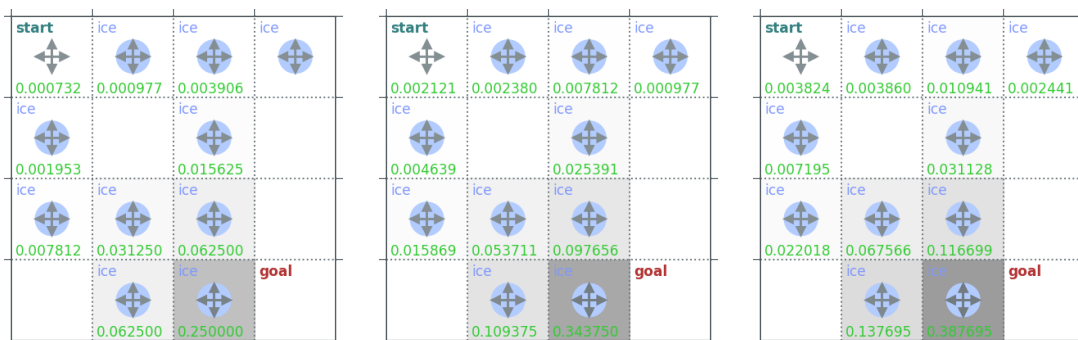 start ice ice ice
0.000732 0.000977 0.003906
ice
0.001953 0.015625
ice ice ice
0.007812 0.031250 0.062500
ice ice goal
0.062500 0.250000
start ice ice ice
0.002121 0.002380 0.007812 0.000977
ice
0.004639 0.025391
ice ice ice
0.015869 0.053711 0.097656
ice ice goal
0.109375 0.343750
start ice ice ice
0.003824 0.003860 0.010941 0.002441
ice
0.007195 0.031128
ice ice ice
0.022018 0.067566 0.116699
ice ice goal
0.137695 0.387695